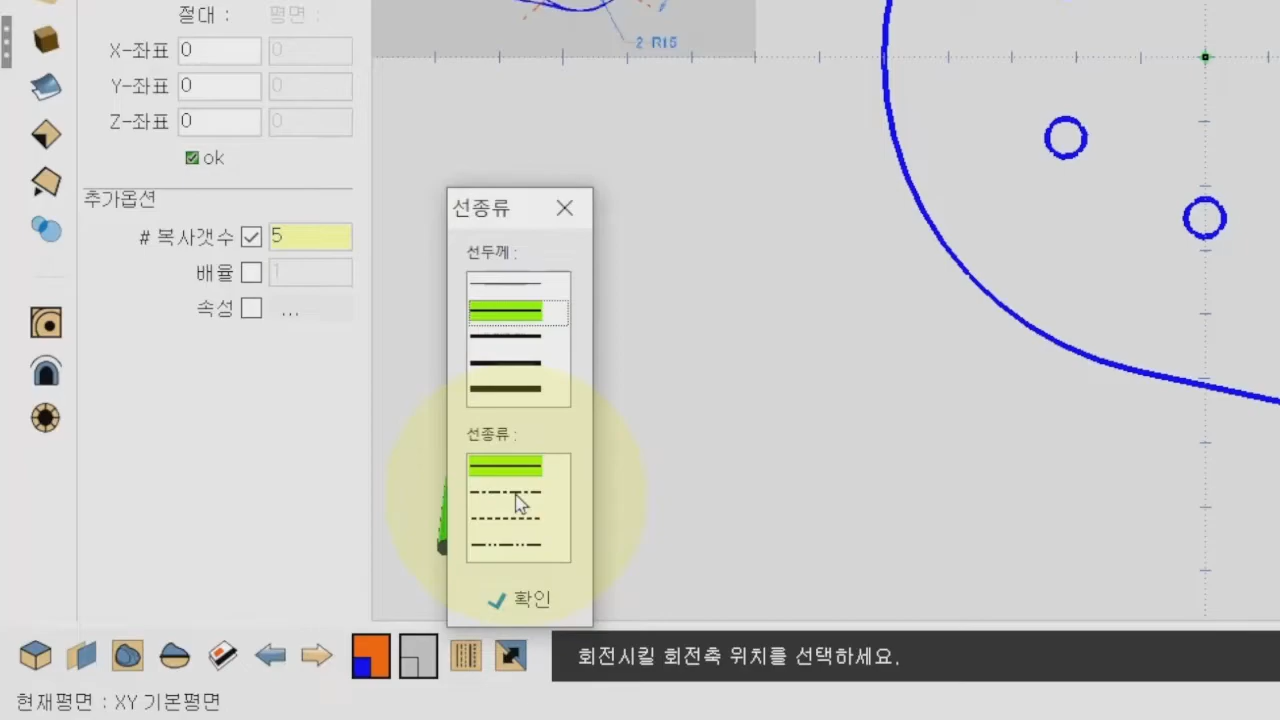 절대 : 평면 :
2-R15
X-좌표 0 0
Y-좌표 0 0
Z-좌표 0 0
ok
추가옵션
# 복사갯수 5
배율 1
속성 ...
선종류
선두께 :
선종류 :
확인
회전시킬 회전축 위치를 선택하세요.
현재평면 : XY 기본평면